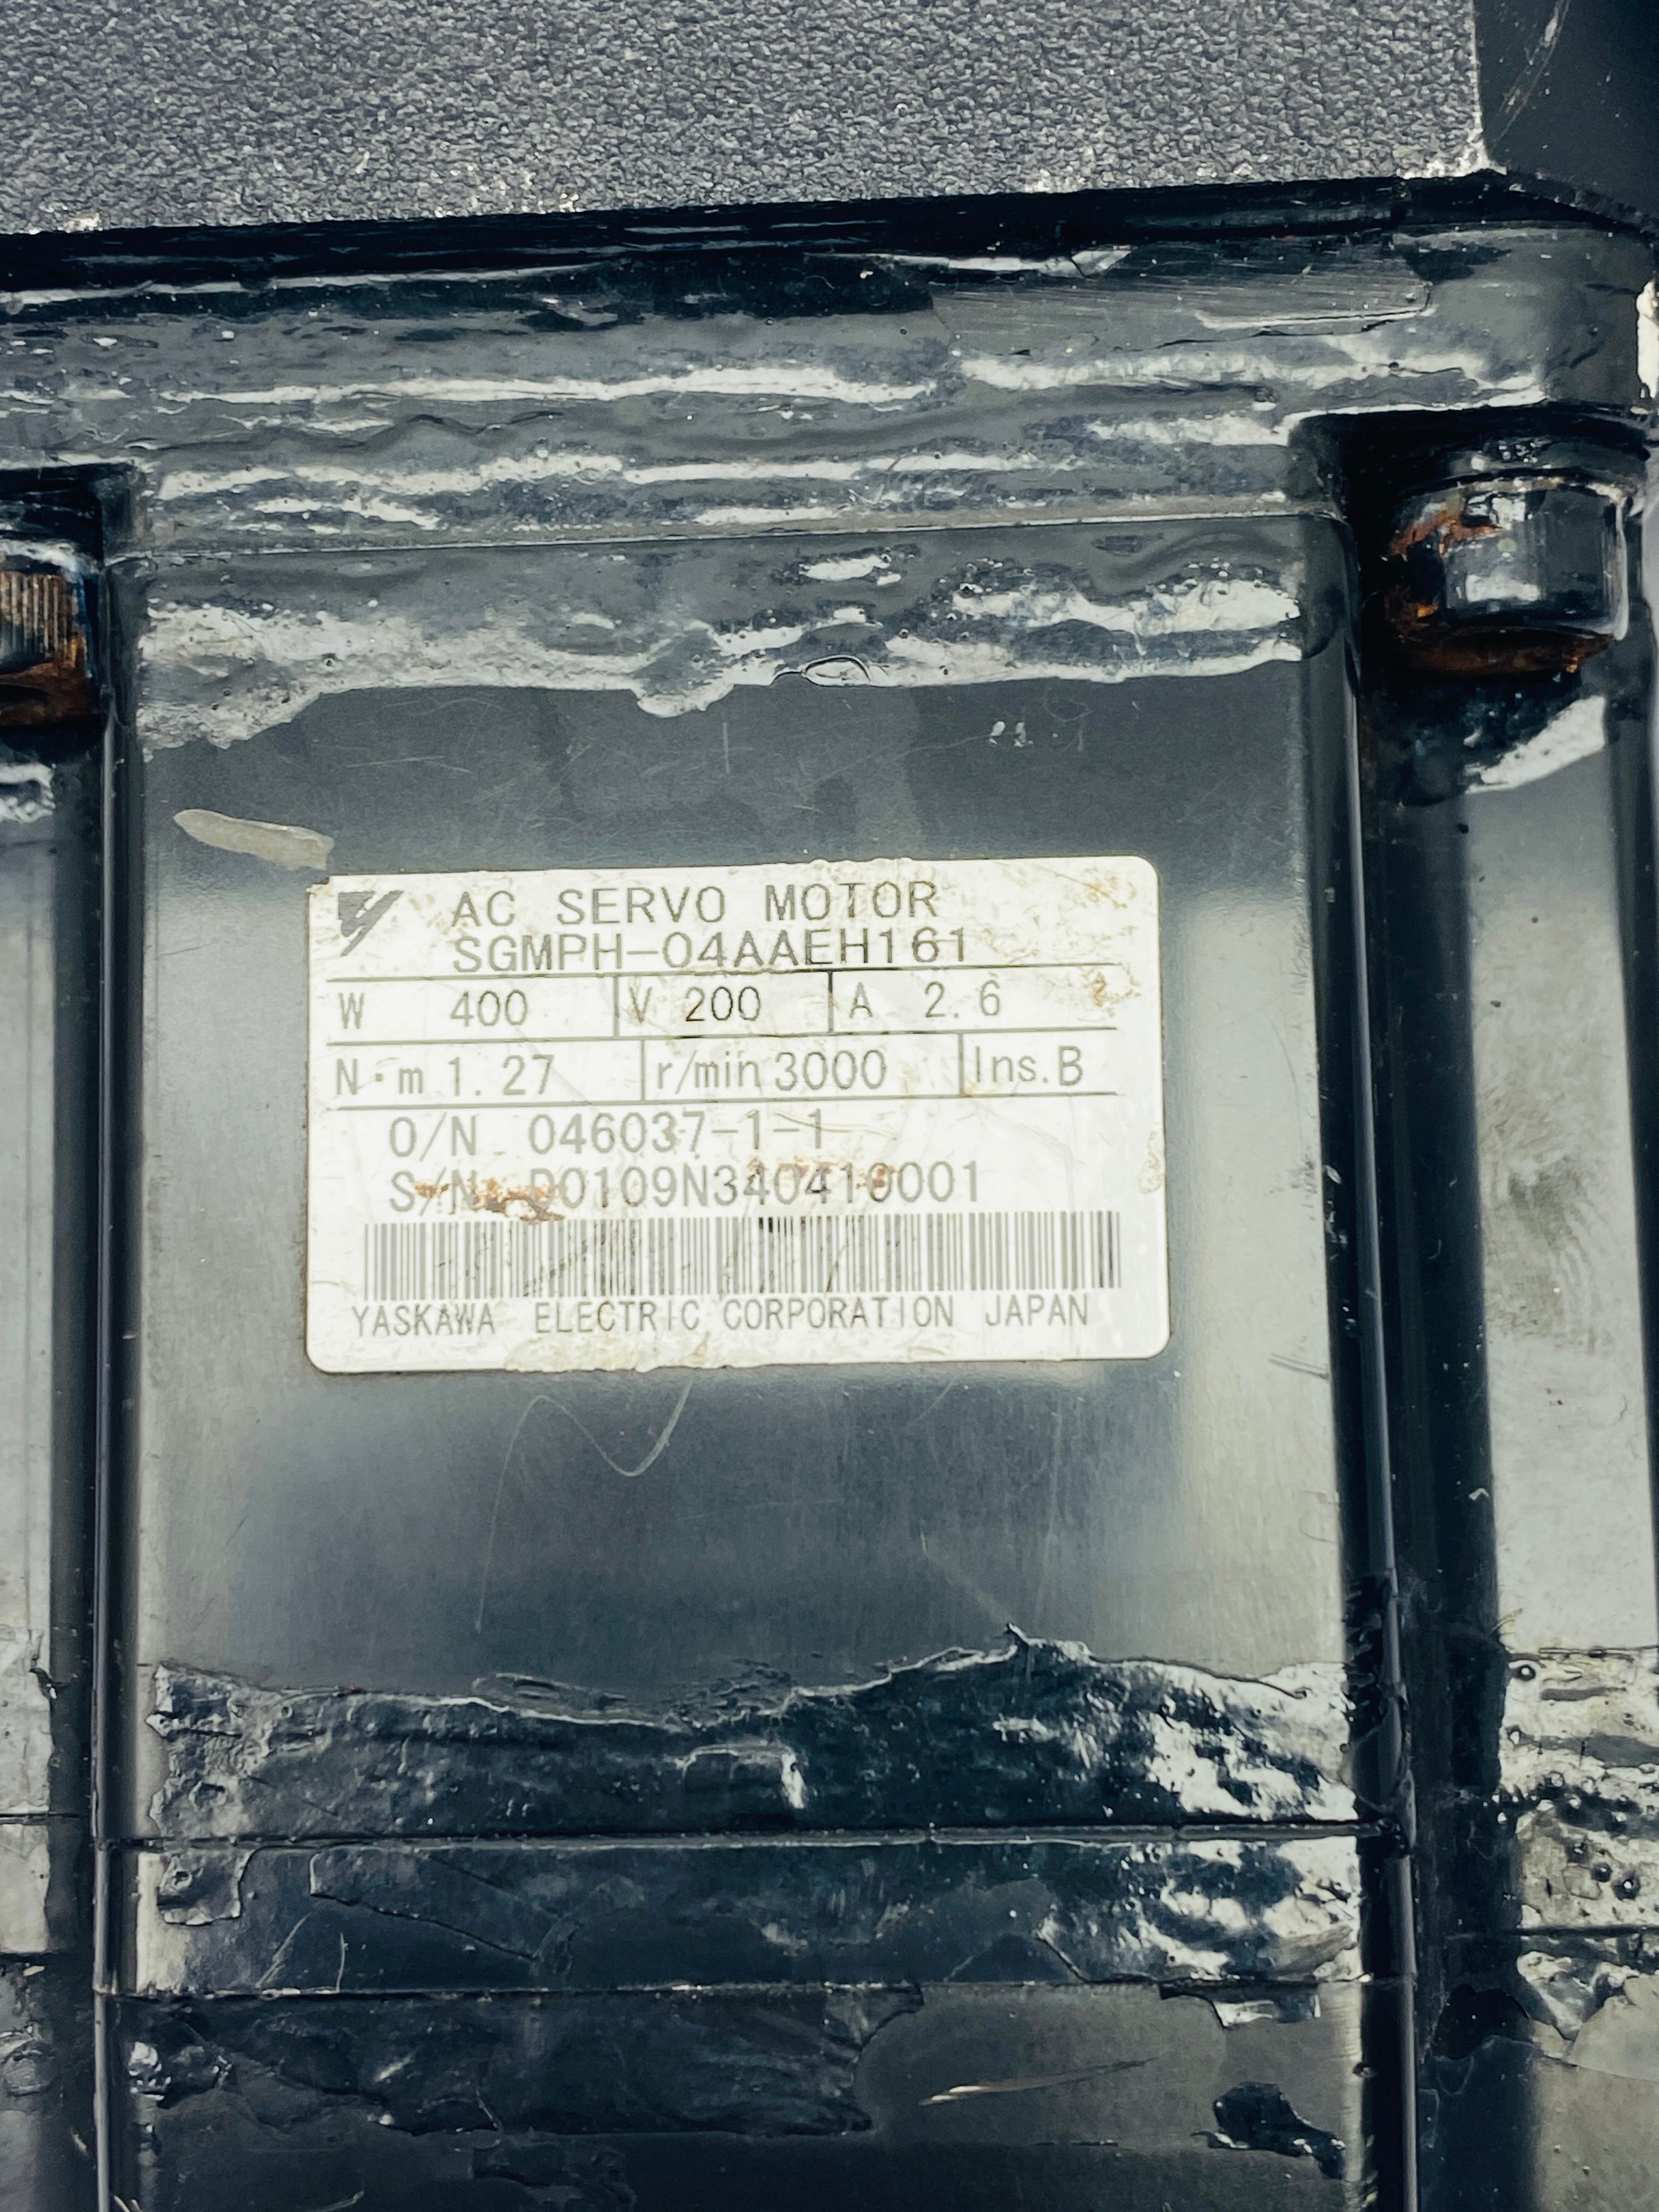 AC SERVO MOTOR
SGMPH-04AAEH161
W 400 V 200 A 2.6
N·m 1.27 r/min 3000 Ins.B
O/N 046037-1-1
S/N D0109N340410001
YASKAWA ELECTRIC CORPORATION JAPAN